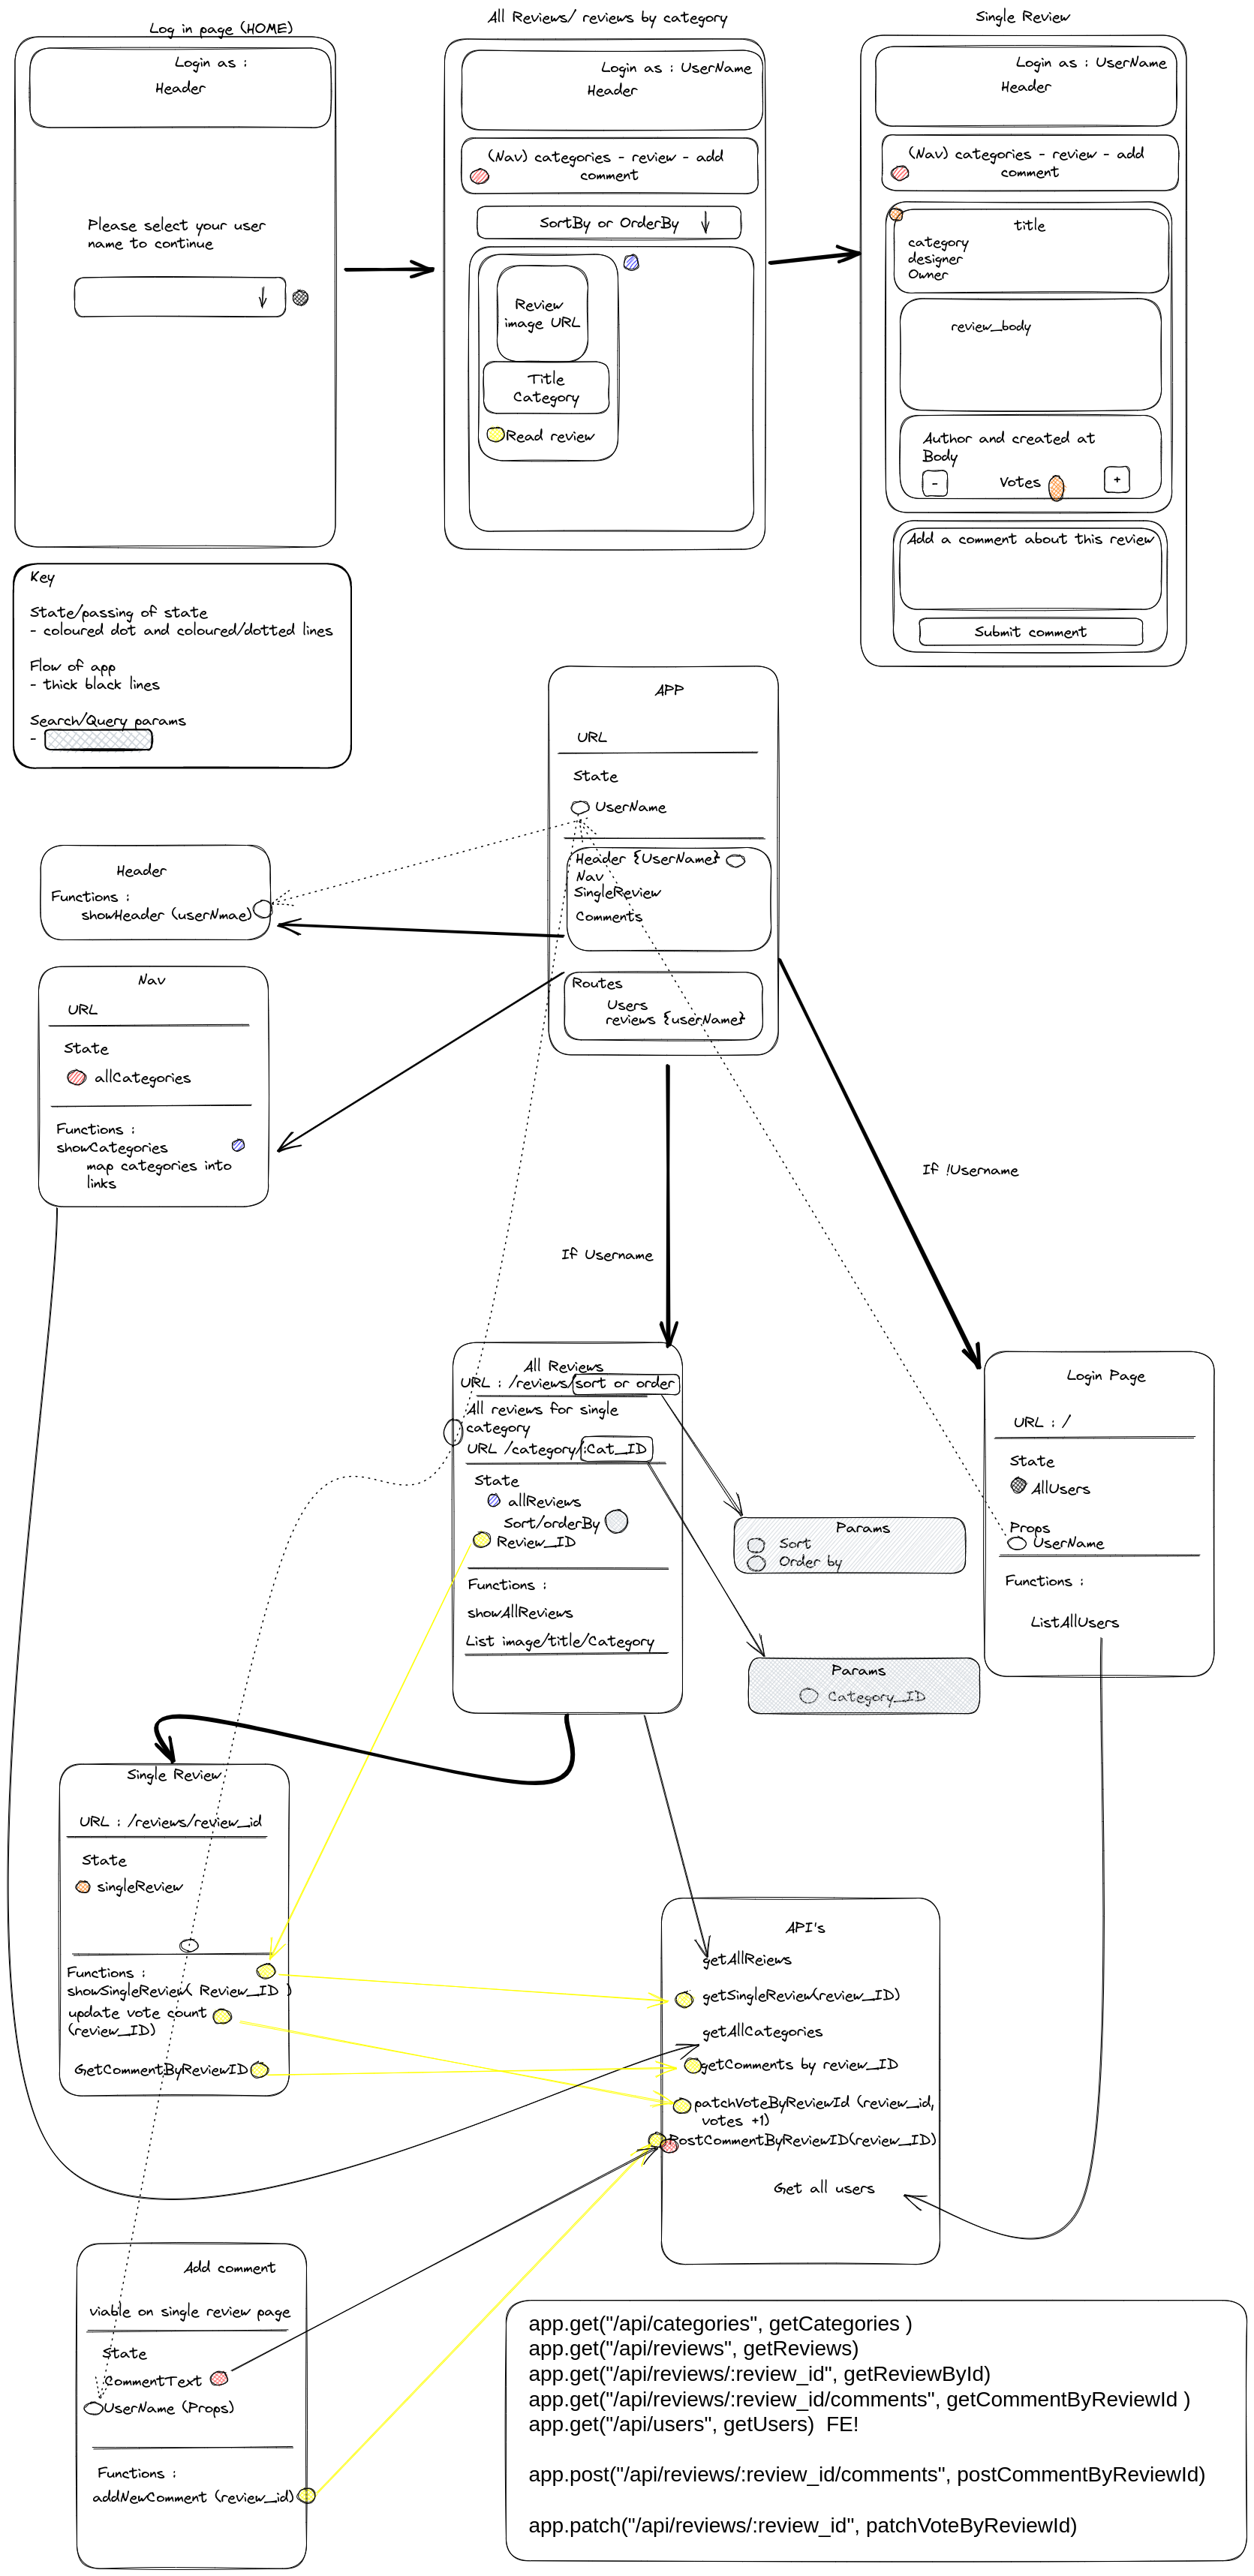 Log in page (HOME)
Login as :
Header
Please select your user
name to continue
All Reviews/ reviews by category
Login as : UserName
Header
(Nav) categories - review - add
comment
SortBy or OrderBy
Review
image URL
Title
Category
Read review
Single Review
Login as : UserName
Header
(Nav) categories - review - add
comment
title
category
designer
Owner
review_body
Author and created at
Body
- Votes +
Add a comment about this review
Submit comment
Key
State/passing of state
- coloured dot and coloured/dotted lines
Flow of app
- thick black lines
Search/Query params
-
APP
URL
State
UserName
Header {UserName}
Nav
SingleReview
Comments
Routes
Users
reviews {userName}
Header
Functions :
showHeader (userNmae)
Nav
URL
State
allCategories
Functions :
showCategories
map categories into
links
If !Username
If Username
All Reviews
URL : /reviews/sort or order
All reviews for single
category
URL /category/:Cat_ID
State
allReviews
Sort/orderBy
Review_ID
Functions :
showAllReviews
List image/title/Category
Params
Sort
Order by
Params
Category_ID
Login Page
URL : /
State
AllUsers
Props
UserName
Functions :
ListAllUsers
Single Review
URL : /reviews/review_id
State
singleReview
Functions :
showSingleReview( Review_ID )
update vote count
(review_ID)
GetCommentByReviewID
API's
getAllReiews
getSingleReview(review_ID)
getAllCategories
getComments by review_ID
patchVoteByReviewId (review_id,
votes +1)
PostCommentByReviewID(review_ID)
Get all users
Add comment
viable on single review page
State
CommentText
UserName (Props)
Functions :
addNewComment (review_id)
app.get("/api/categories", getCategories )
app.get("/api/reviews", getReviews)
app.get("/api/reviews/:review_id", getReviewById)
app.get("/api/reviews/:review_id/comments", getCommentByReviewId )
app.get("/api/users", getUsers)  FE!
app.post("/api/reviews/:review_id/comments", postCommentByReviewId)
app.patch("/api/reviews/:review_id", patchVoteByReviewId)